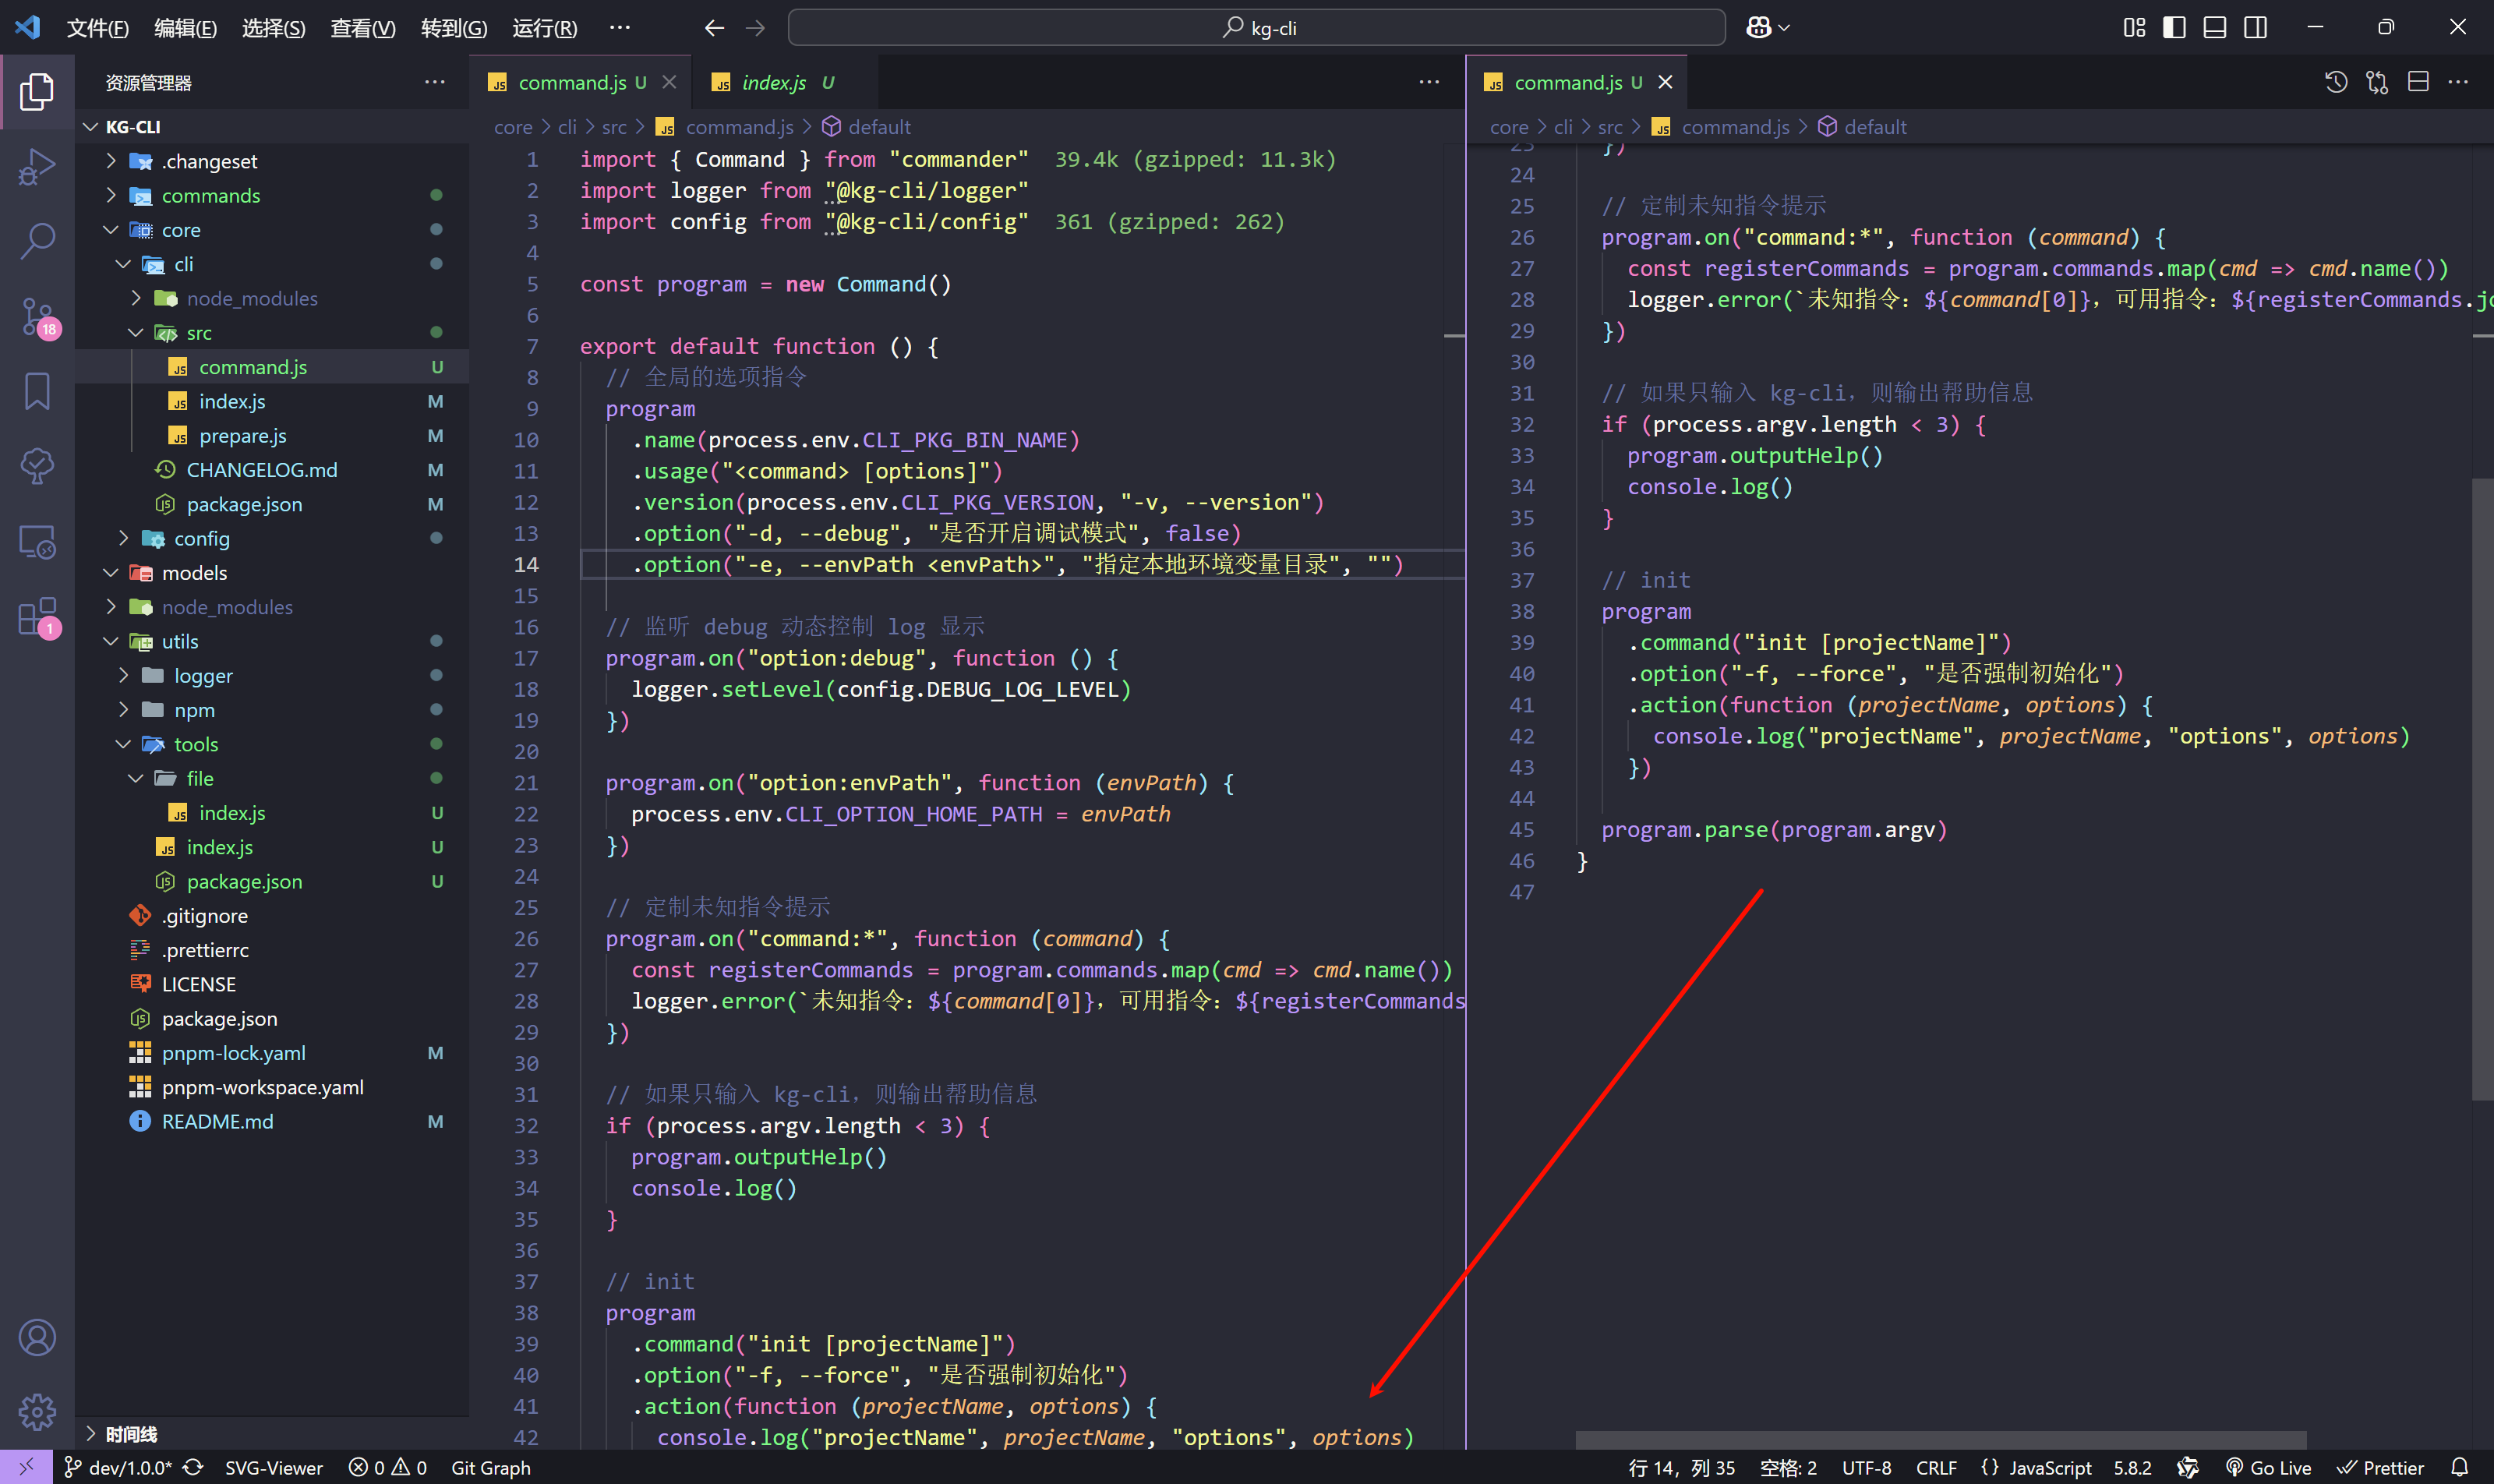 文件(F) 编辑(E) 选择(S) 查看(V) 转到(G) 运行(R) ··· kg-cli
资源管理器 ···
KG-CLI
.changeset
commands
core
cli
node_modules
src
command.js U
index.js M
prepare.js M
CHANGELOG.md M
package.json M
config
models
node_modules
utils
logger
npm
tools
file
index.js U
index.js U
package.json U
.gitignore
.prettierrc
LICENSE
package.json
pnpm-lock.yaml M
pnpm-workspace.yaml
README.md M
时间线
18
1
command.js U index.js U ···
core > cli > src > command.js > default
1 import { Command } from "commander" 39.4k (gzipped: 11.3k)
2 import logger from "@kg-cli/logger"
3 import config from "@kg-cli/config" 361 (gzipped: 262)
4
5 const program = new Command()
6
7 export default function () {
8 // 全局的选项指令
9 program
10 .name(process.env.CLI_PKG_BIN_NAME)
11 .usage("<command> [options]")
12 .version(process.env.CLI_PKG_VERSION, "-v, --version")
13 .option("-d, --debug", "是否开启调试模式", false)
14 .option("-e, --envPath <envPath>", "指定本地环境变量目录", "")
15
16 // 监听 debug 动态控制 log 显示
17 program.on("option:debug", function () {
18 logger.setLevel(config.DEBUG_LOG_LEVEL)
19 })
20
21 program.on("option:envPath", function (envPath) {
22 process.env.CLI_OPTION_HOME_PATH = envPath
23 })
24
25 // 定制未知指令提示
26 program.on("command:*", function (command) {
27 const registerCommands = program.commands.map(cmd => cmd.name())
28 logger.error(`未知指令：${command[0]}，可用指令：${registerCommands
29 })
30
31 // 如果只输入 kg-cli，则输出帮助信息
32 if (process.argv.length < 3) {
33 program.outputHelp()
34 console.log()
35 }
36
37 // init
38 program
39 .command("init [projectName]")
40 .option("-f, --force", "是否强制初始化")
41 .action(function (projectName, options) {
42 console.log("projectName", projectName, "options", options)
command.js U ···
core > cli > src > command.js > default
23 })
24
25 // 定制未知指令提示
26 program.on("command:*", function (command) {
27 const registerCommands = program.commands.map(cmd => cmd.name())
28 logger.error(`未知指令：${command[0]}，可用指令：${registerCommands.jo
29 })
30
31 // 如果只输入 kg-cli，则输出帮助信息
32 if (process.argv.length < 3) {
33 program.outputHelp()
34 console.log()
35 }
36
37 // init
38 program
39 .command("init [projectName]")
40 .option("-f, --force", "是否强制初始化")
41 .action(function (projectName, options) {
42 console.log("projectName", projectName, "options", options)
43 })
44
45 program.parse(program.argv)
46 }
47
dev/1.0.0* SVG-Viewer 0 0 Git Graph 行 14，列 35 空格: 2 UTF-8 CRLF {} JavaScript 5.8.2 Go Live Prettier